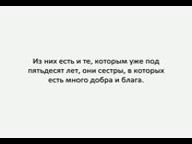 Из них есть и те, которым уже под
пятьдесят лет, они сестры, в которых
есть много добра и блага.